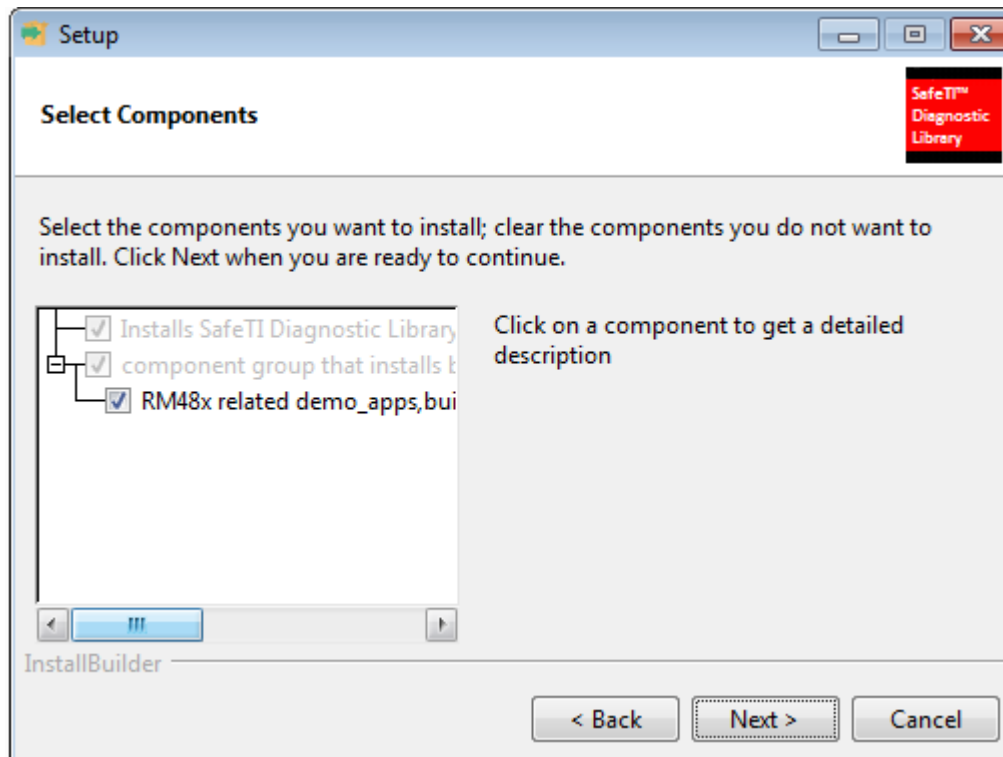 Setup
Select Components
SafeTI™
Diagnostic
Library
Select the components you want to install; clear the components you do not want to
install. Click Next when you are ready to continue.
Installs SafeTI Diagnostic Library
component group that installs b
RM48x related demo_apps,bui
Click on a component to get a detailed
description
InstallBuilder
< Back
Next >
Cancel